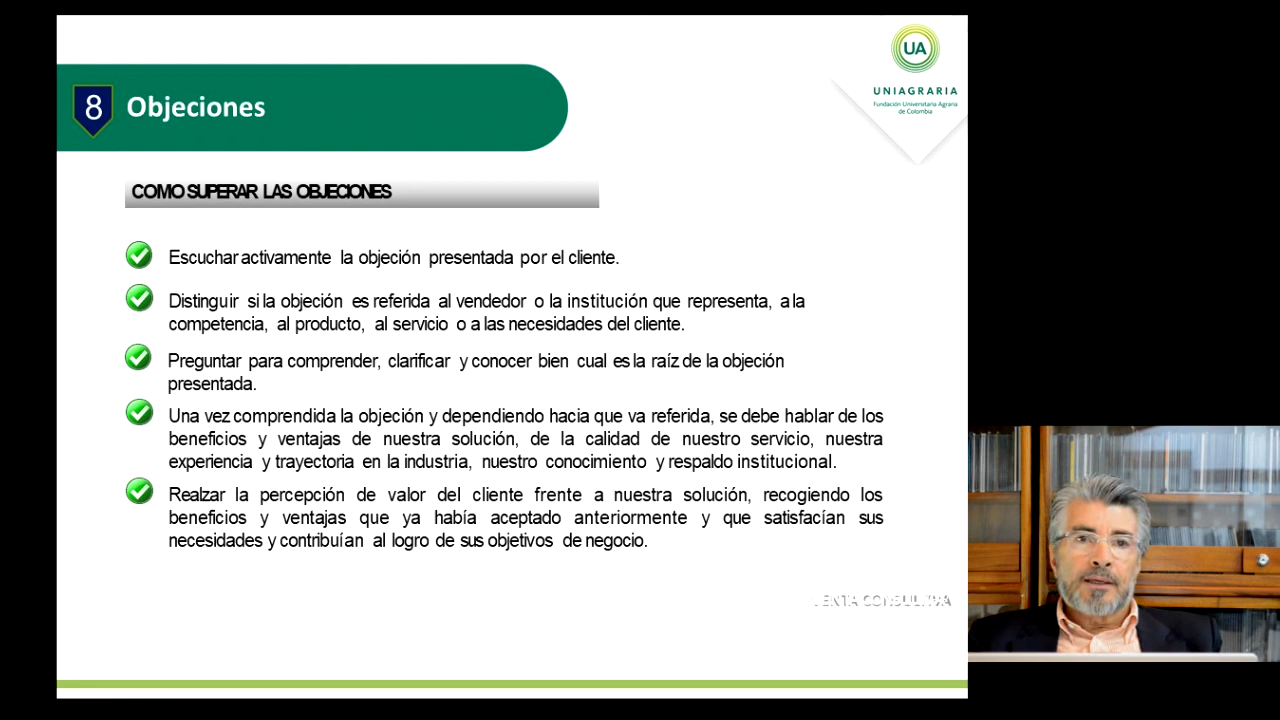 UA
UNIAGRARIA
Fundación Universitaria Agraria
de Colombia
8 Objeciones
COMO SUPERAR LAS OBJECIONES
Escuchar activamente la objeción presentada por el cliente.
Distinguir si la objeción es referida al vendedor o la institución que representa, a la
competencia, al producto, al servicio o a las necesidades del cliente.
Preguntar para comprender, clarificar y conocer bien cual es la raíz de la objeción
presentada.
Una vez comprendida la objeción y dependiendo hacia que va referida, se debe hablar de los
beneficios y ventajas de nuestra solución, de la calidad de nuestro servicio, nuestra
experiencia y trayectoria en la industria, nuestro conocimiento y respaldo institucional.
Realzar la percepción de valor del cliente frente a nuestra solución, recogiendo los
beneficios y ventajas que ya había aceptado anteriormente y que satisfacían sus
necesidades y contribuían al logro de sus objetivos de negocio.
VENTA CONSULTIVA